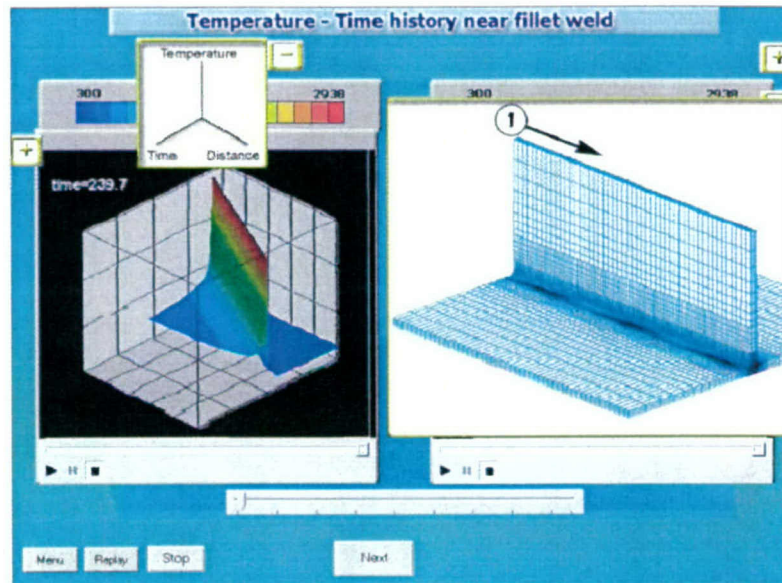 Temperature - Time history near fillet weld
Temperature
Time Distance
300 2938
300 2938
time=239.7
1
Menu Replay Stop Next